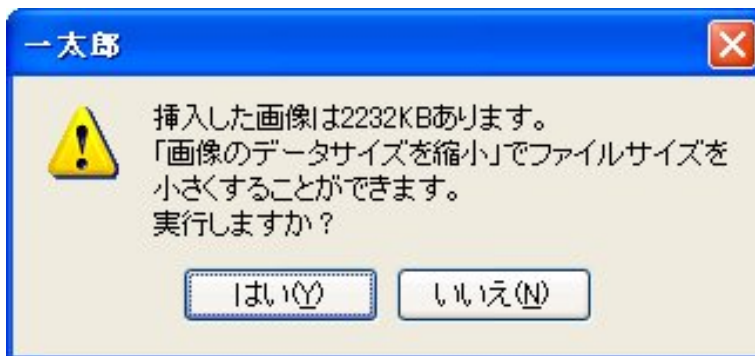 一太郎
挿入した画像は2232KBあります。
「画像のデータサイズを縮小」でファイルサイズを
小さくすることができます。
実行しますか？
はい(Y)
いいえ(N)